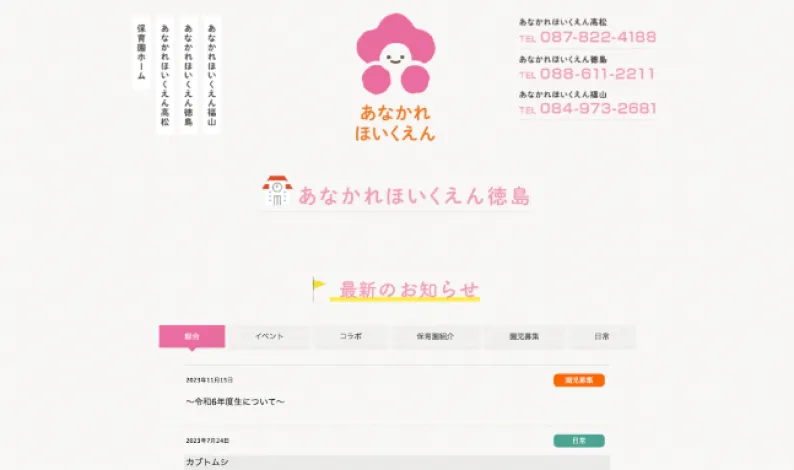 保育園ホーム
あなかれほいくえん高松
あなかれほいくえん徳島
あなかれほいくえん福山
あなかれ
ほいくえん
あなかれほいくえん高松
TEL 087-822-4188
あなかれほいくえん徳島
TEL 088-611-2211
あなかれほいくえん福山
TEL 084-973-2681
あなかれほいくえん徳島
最新のお知らせ
総合 イベント コラボ 保育園紹介 園児募集 日常
2023年11月15日 園児募集
〜令和6年度生について〜
2023年7月24日 日常
カブトムシ